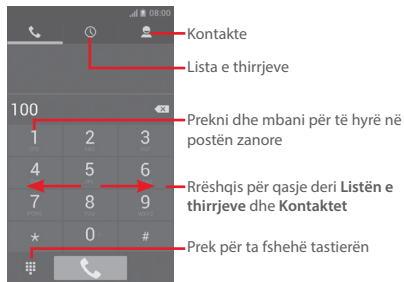 08:00
Kontakte
Lista e thirrjeve
100
Prekni dhe mbani për të hyrë në
postën zanore
1 2 3
4 5 6
Rrëshqis për qasje deri Listën e
thirrjeve dhe Kontaktet
7 8 9
* 0 #
Prek për ta fshehë tastierën